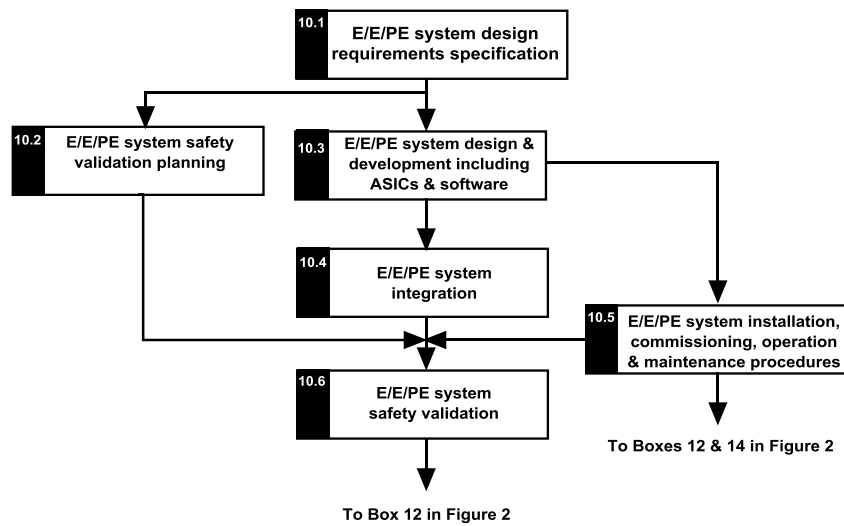 10.1
E/E/PE system design
requirements specification
10.2
E/E/PE system safety
validation planning
10.3
E/E/PE system design &
development including
ASICs & software
10.4
E/E/PE system
integration
10.5
E/E/PE system installation,
commissioning, operation
& maintenance procedures
10.6
E/E/PE system
safety validation
To Boxes 12 & 14 in Figure 2
To Box 12 in Figure 2